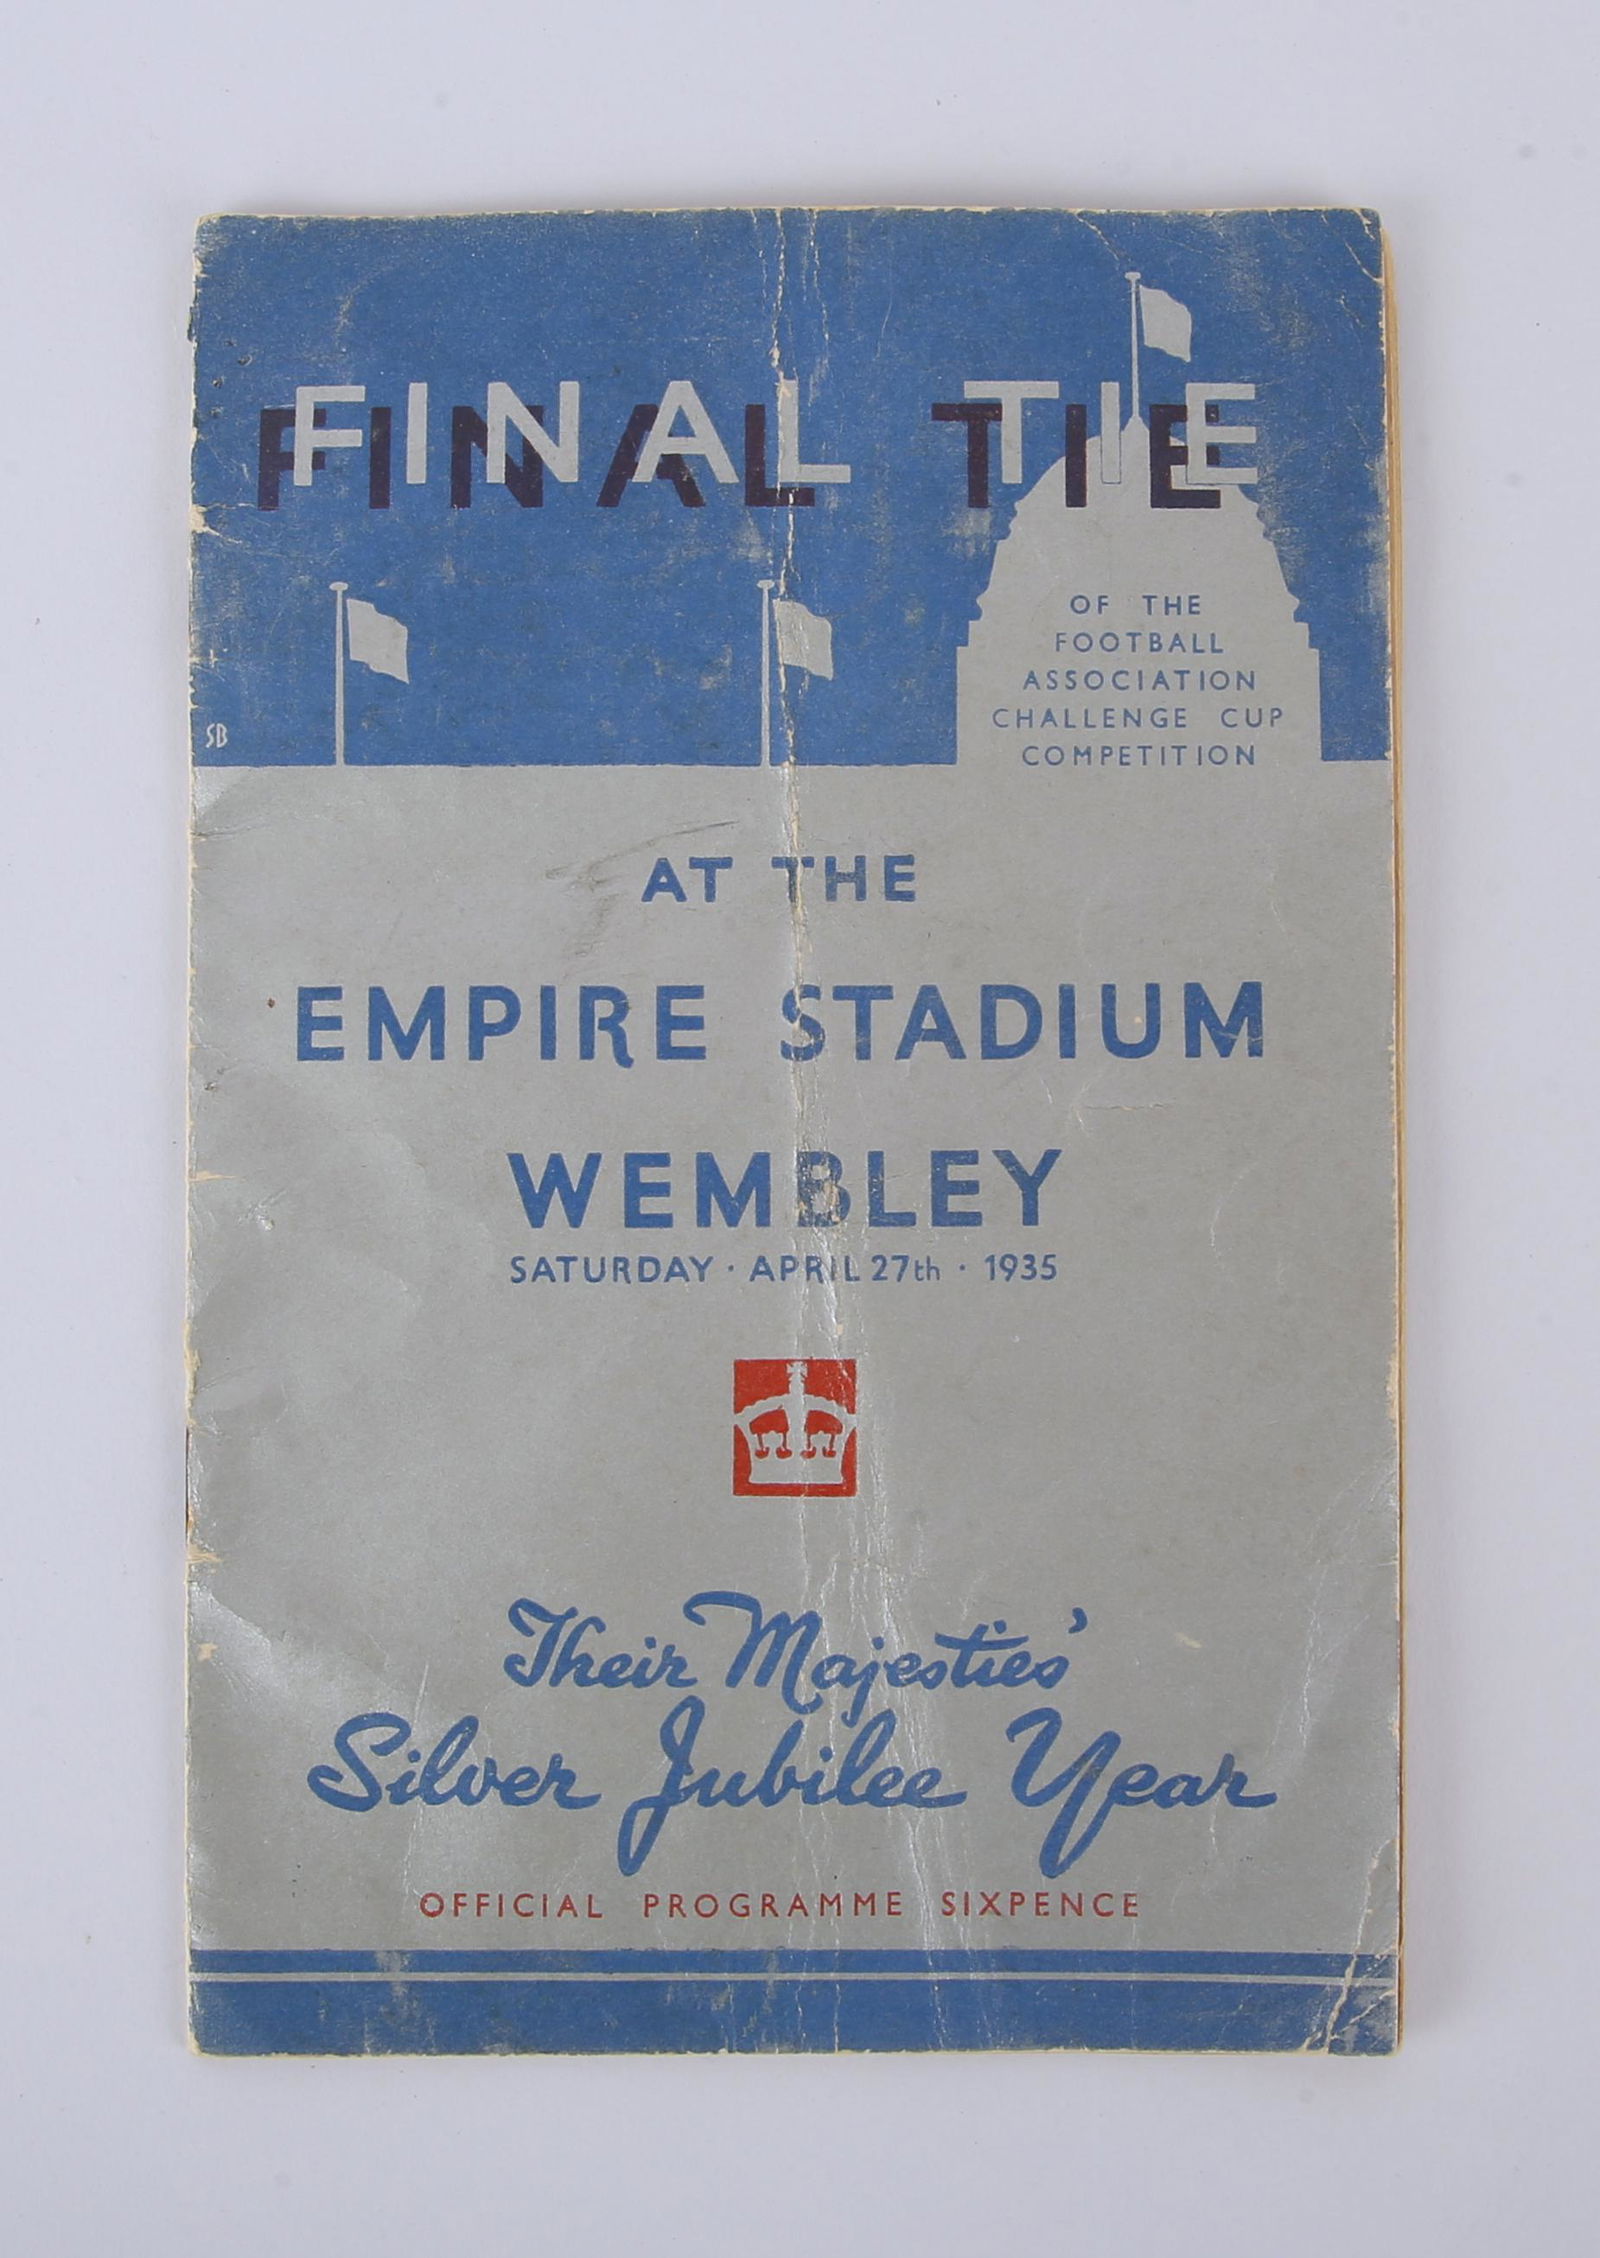 FINAL TIE
OF THE
FOOTBALL
ASSOCIATION
CHALLENGE CUP
COMPETITION
SB
AT THE
EMPIRE STADIUM
WEMBLEY
SATURDAY · APRIL 27th · 1935
Their Majesties'
Silver Jubilee Year
OFFICIAL PROGRAMME SIXPENCE